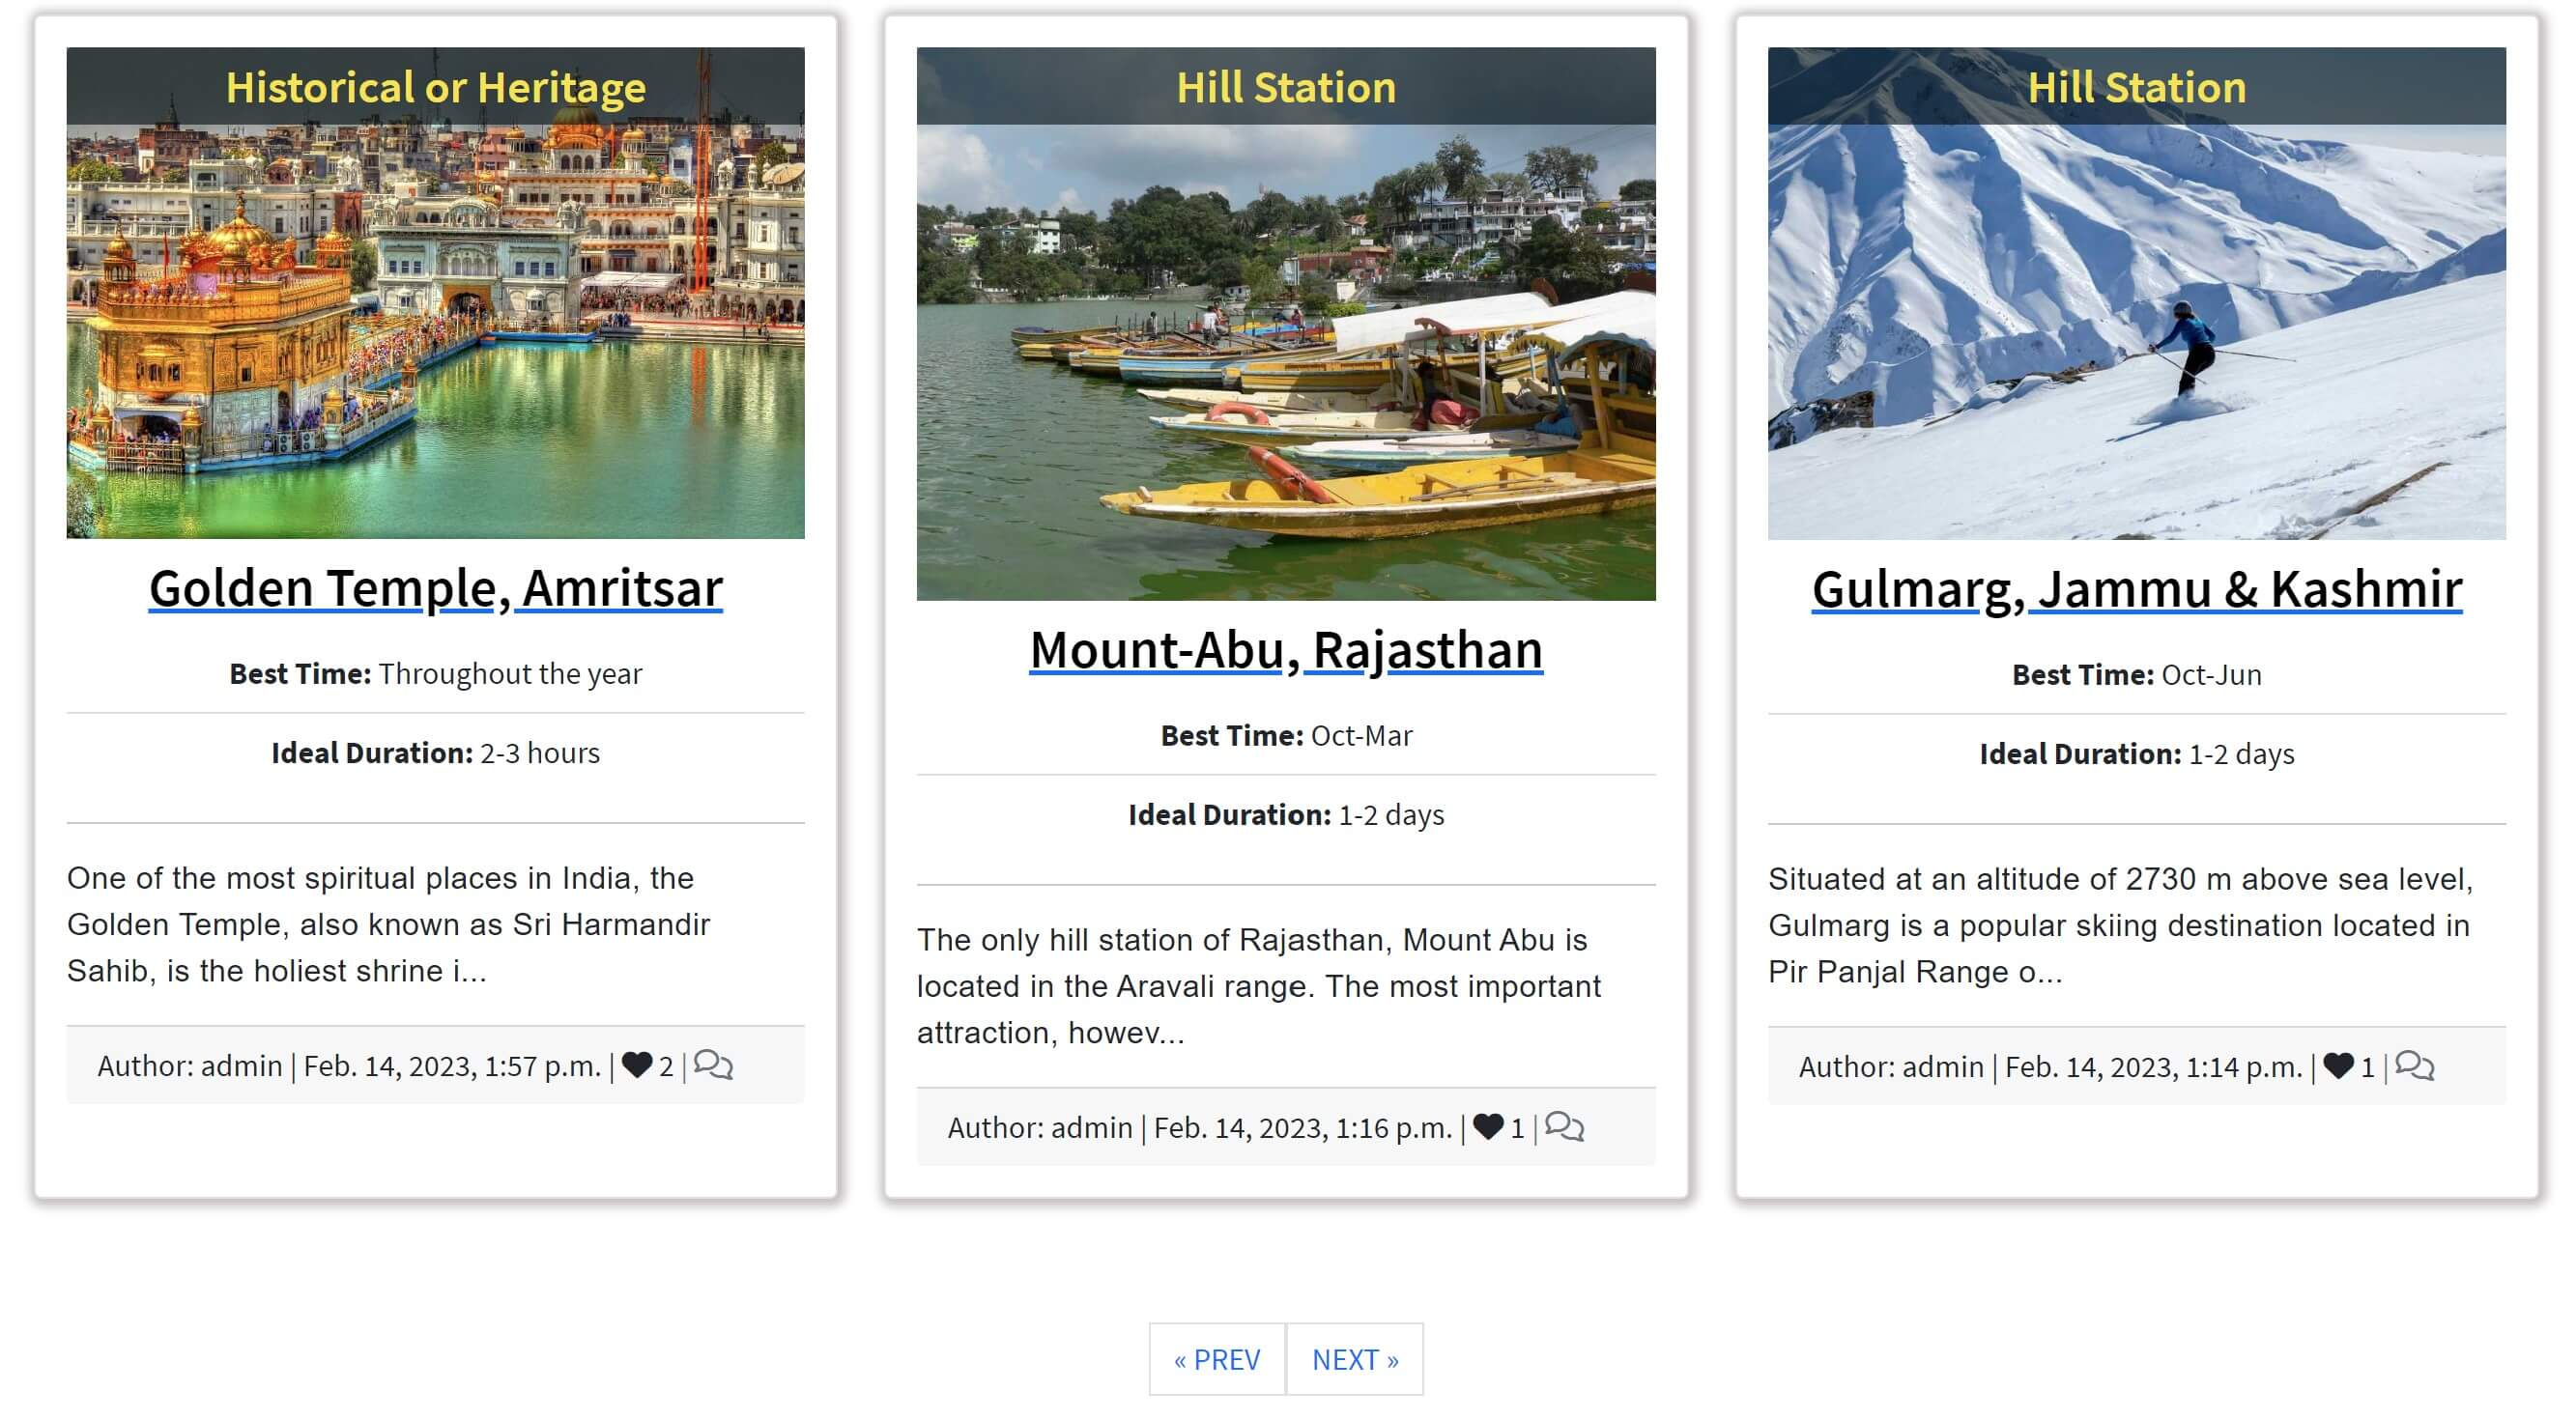 Historical or Heritage
Golden Temple, Amritsar
Best Time: Throughout the year
Ideal Duration: 2-3 hours
One of the most spiritual places in India, the
Golden Temple, also known as Sri Harmandir
Sahib, is the holiest shrine i...
Author: admin | Feb. 14, 2023, 1:57 p.m. | 2 |
Hill Station
Mount-Abu, Rajasthan
Best Time: Oct-Mar
Ideal Duration: 1-2 days
The only hill station of Rajasthan, Mount Abu is
located in the Aravali range. The most important
attraction, howev...
Author: admin | Feb. 14, 2023, 1:16 p.m. | 1 |
Hill Station
Gulmarg, Jammu & Kashmir
Best Time: Oct-Jun
Ideal Duration: 1-2 days
Situated at an altitude of 2730 m above sea level,
Gulmarg is a popular skiing destination located in
Pir Panjal Range o...
Author: admin | Feb. 14, 2023, 1:14 p.m. | 1 |
« PREV NEXT »